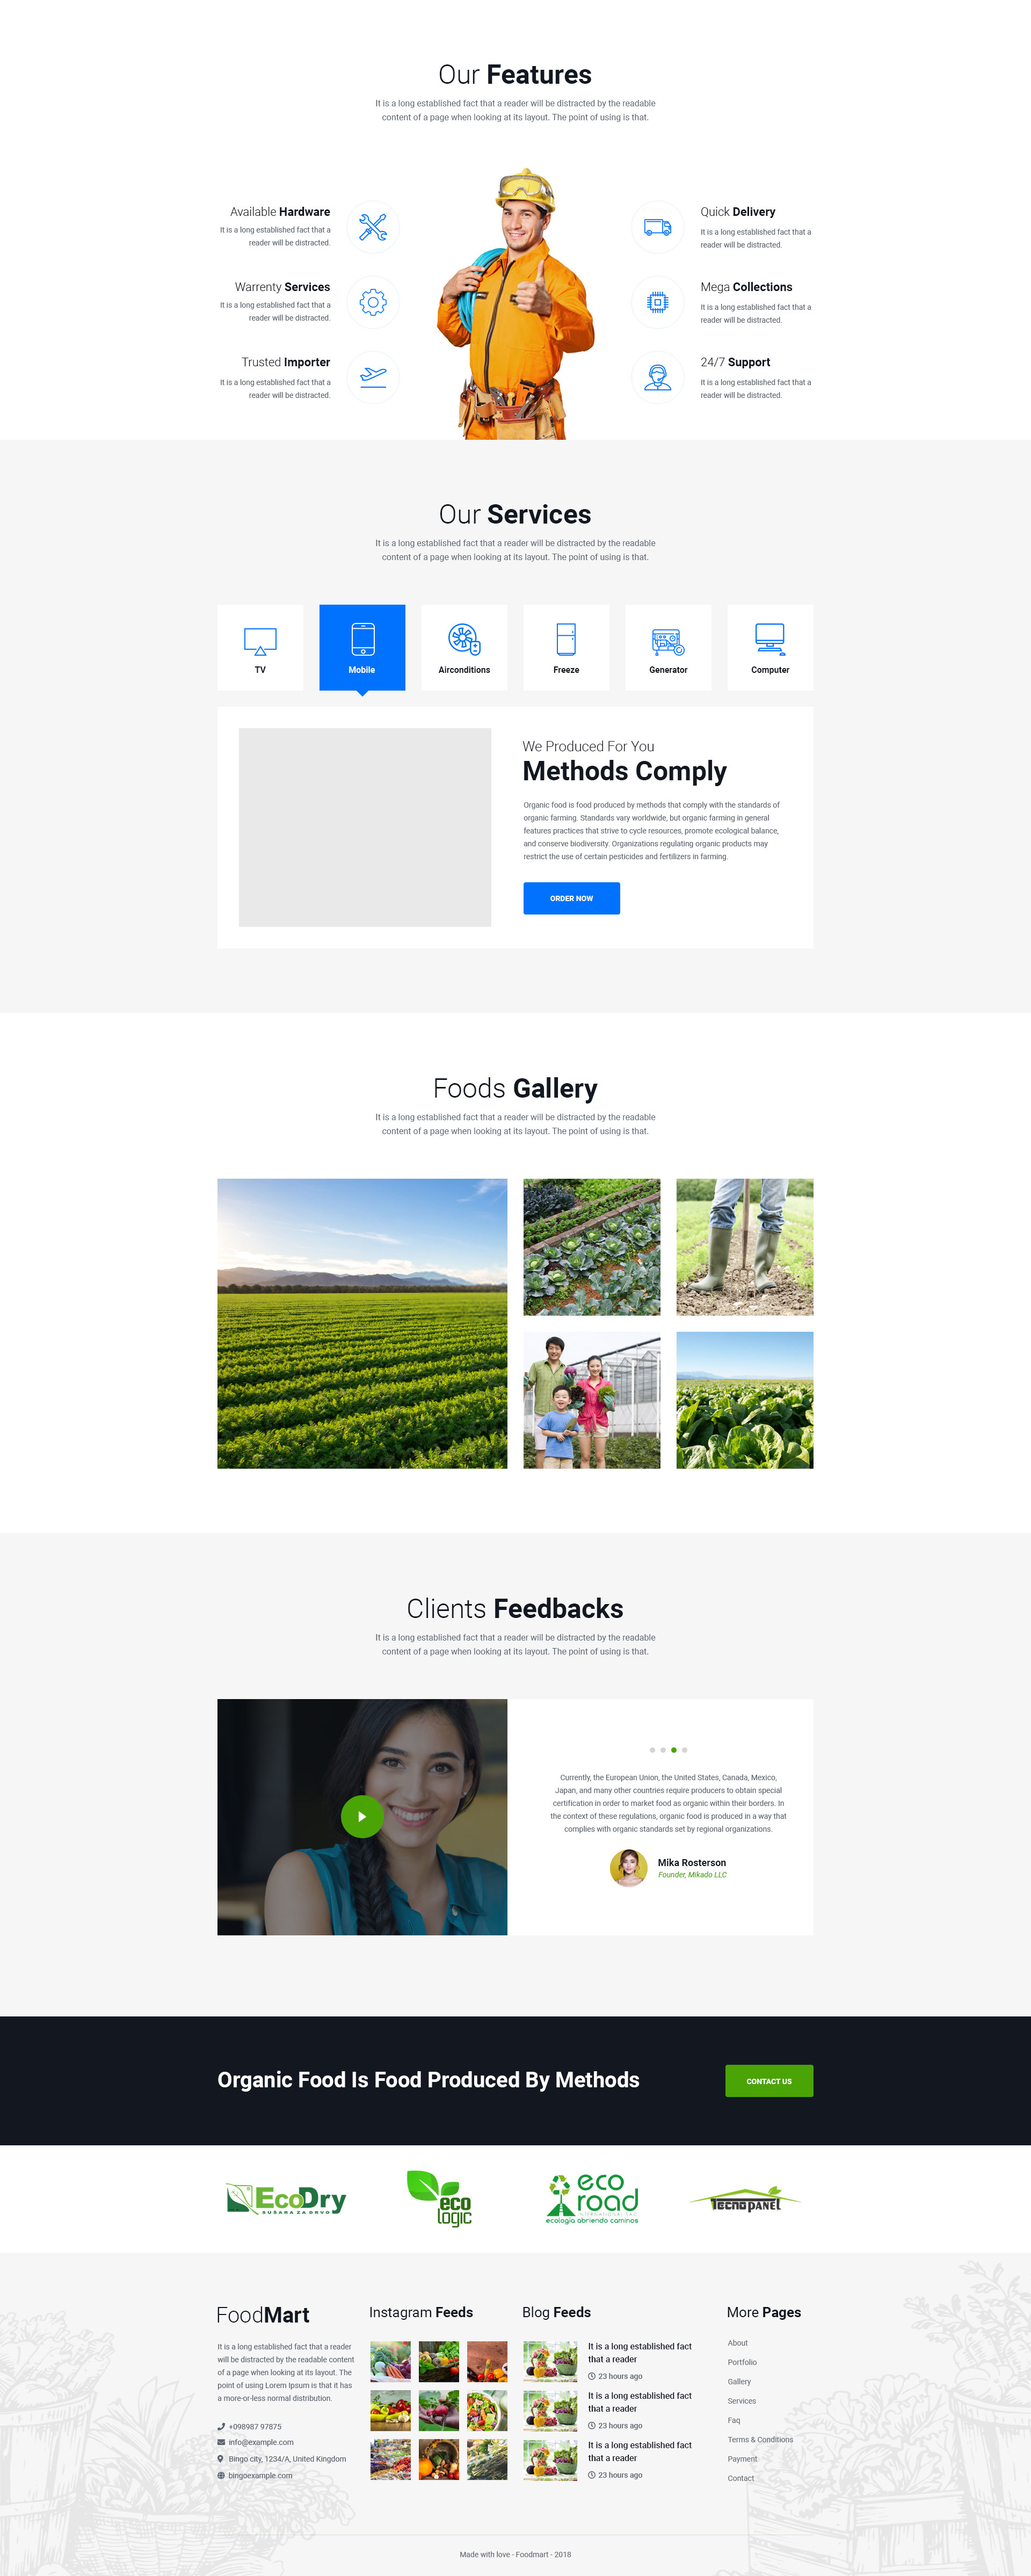 Our Features
It is a long established fact that a reader will be distracted by the readable
content of a page when looking at its layout. The point of using is that.
Available Hardware
It is a long established fact that a
reader will be distracted.
Warrenty Services
It is a long established fact that a
reader will be distracted.
Trusted Importer
It is a long established fact that a
reader will be distracted.
Quick Delivery
It is a long established fact that a
reader will be distracted.
Mega Collections
It is a long established fact that a
reader will be distracted.
24/7 Support
It is a long established fact that a
reader will be distracted.
Our Services
It is a long established fact that a reader will be distracted by the readable
content of a page when looking at its layout. The point of using is that.
TV
Mobile
Airconditions
Freeze
Generator
Computer
We Produced For You
Methods Comply
Organic food is food produced by methods that comply with the standards of
organic farming. Standards vary worldwide, but organic farming in general
features practices that strive to cycle resources, promote ecological balance,
and conserve biodiversity. Organizations regulating organic products may
restrict the use of certain pesticides and fertilizers in farming.
ORDER NOW
Foods Gallery
It is a long established fact that a reader will be distracted by the readable
content of a page when looking at its layout. The point of using is that.
Clients Feedbacks
It is a long established fact that a reader will be distracted by the readable
content of a page when looking at its layout. The point of using is that.
Currently, the European Union, the United States, Canada, Mexico,
Japan, and many other countries require producers to obtain special
certification in order to market food as organic within their borders. In
the context of these regulations, organic food is produced in a way that
complies with organic standards set by regional organizations.
Mika Rosterson
Founder, Mikado LLC
Organic Food Is Food Produced By Methods
CONTACT US
EcoDry
SUŠARA ZA DRVO
eco
logic
eco
road
INTERNATIONAL
ecología abriendo caminos
Tecno panel
FoodMart
It is a long established fact that a reader
will be distracted by the readable content
of a page when looking at its layout. The
point of using Lorem Ipsum is that it has
a more-or-less normal distribution.
+098987 97875
info@example.com
Bingo city, 1234/A, United Kingdom
bingoexample.com
Instagram Feeds
Blog Feeds
It is a long established fact
that a reader
23 hours ago
It is a long established fact
that a reader
23 hours ago
It is a long established fact
that a reader
23 hours ago
More Pages
About
Portfolio
Gallery
Services
Faq
Terms & Conditions
Payment
Contact
Made with love - Foodmart - 2018